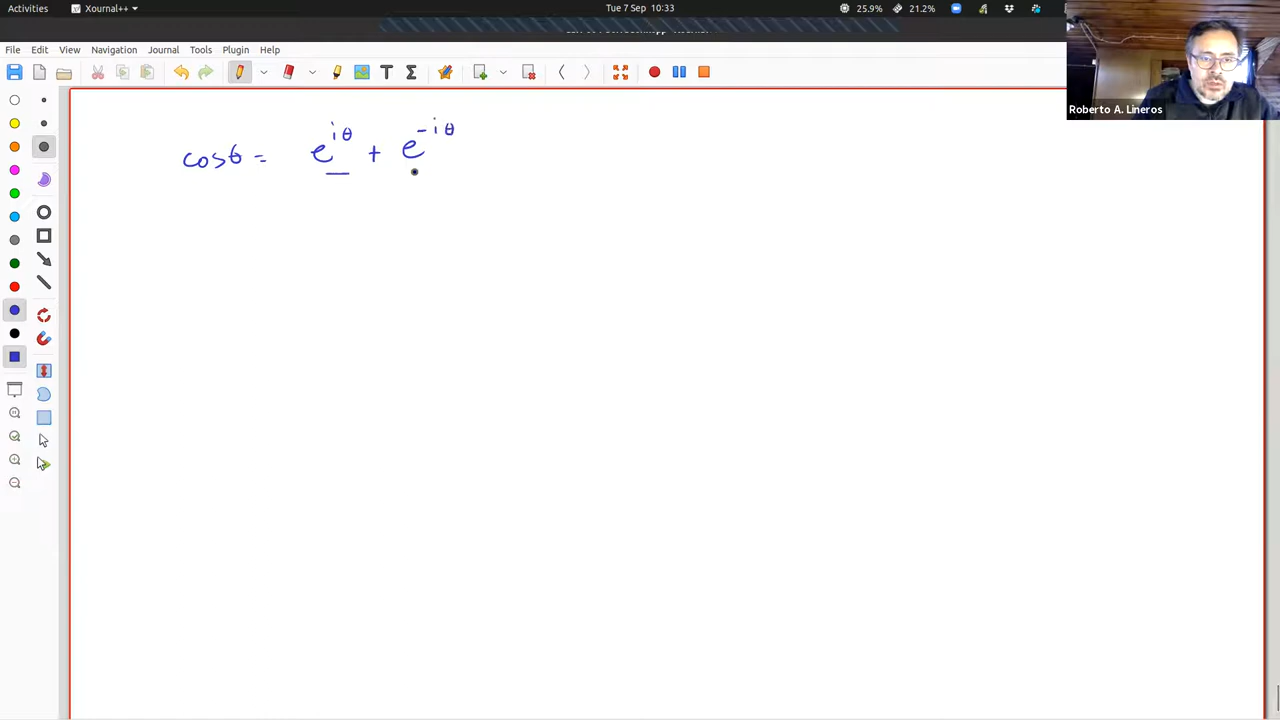 Activities
Xournal++
Tue 7 Sep 10:33
25.9%
21.2%
File Edit View Navigation Journal Tools Plugin Help
Roberto A. Lineros
cosθ = e^{iθ} + e^{-iθ}